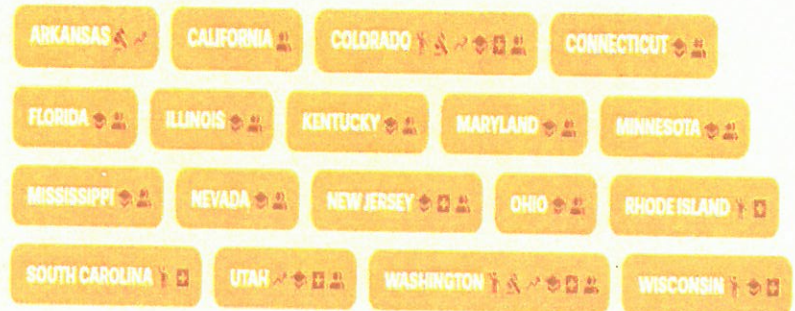 ARKANSAS CALIFORNIA COLORADO CONNECTICUT
FLORIDA ILLINOIS KENTUCKY MARYLAND MINNESOTA
MISSISSIPPI NEVADA NEW JERSEY OHIO RHODE ISLAND
SOUTH CAROLINA UTAH WASHINGTON WISCONSIN